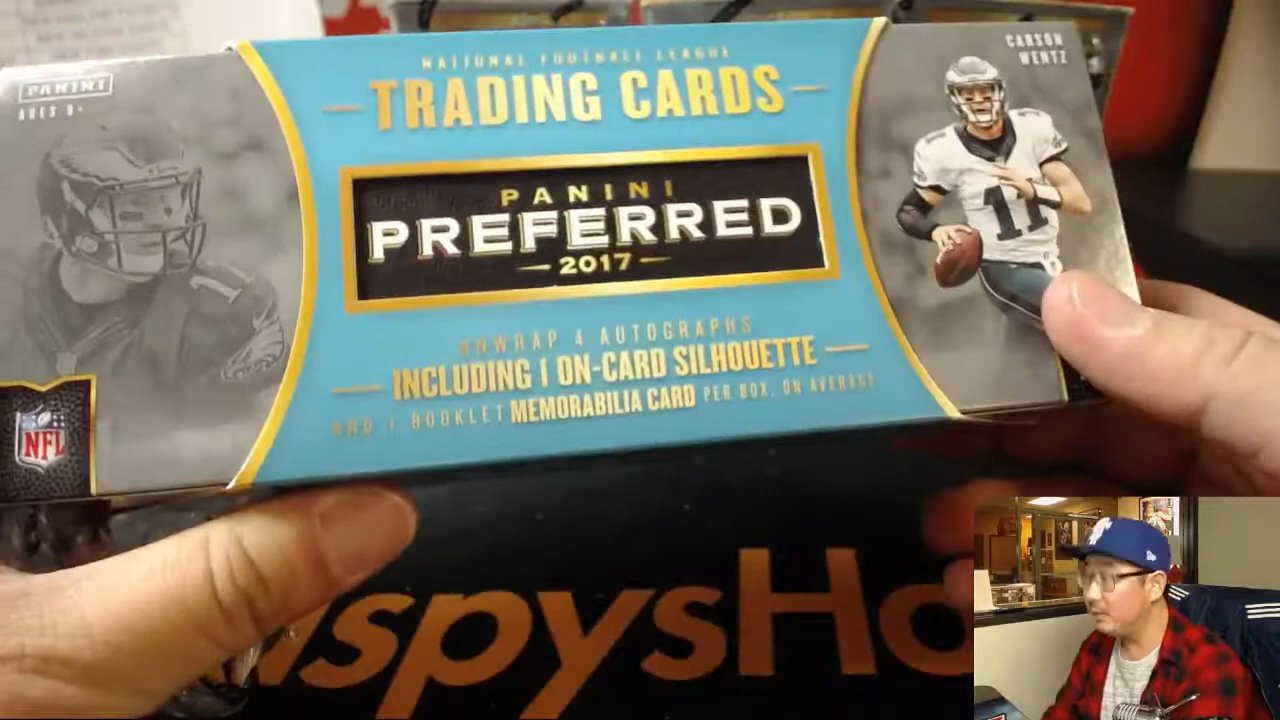 PANINI
AGES 9+
NATIONAL FOOTBALL LEAGUE
TRADING CARDS
PANINI
PREFERRED
2017
UNWRAP 4 AUTOGRAPHS
INCLUDING 1 ON-CARD SILHOUETTE
AND 1 BOOKLET MEMORABILIA CARD PER BOX, ON AVERAGE
CARSON
WENTZ
11
NFL
spysHo